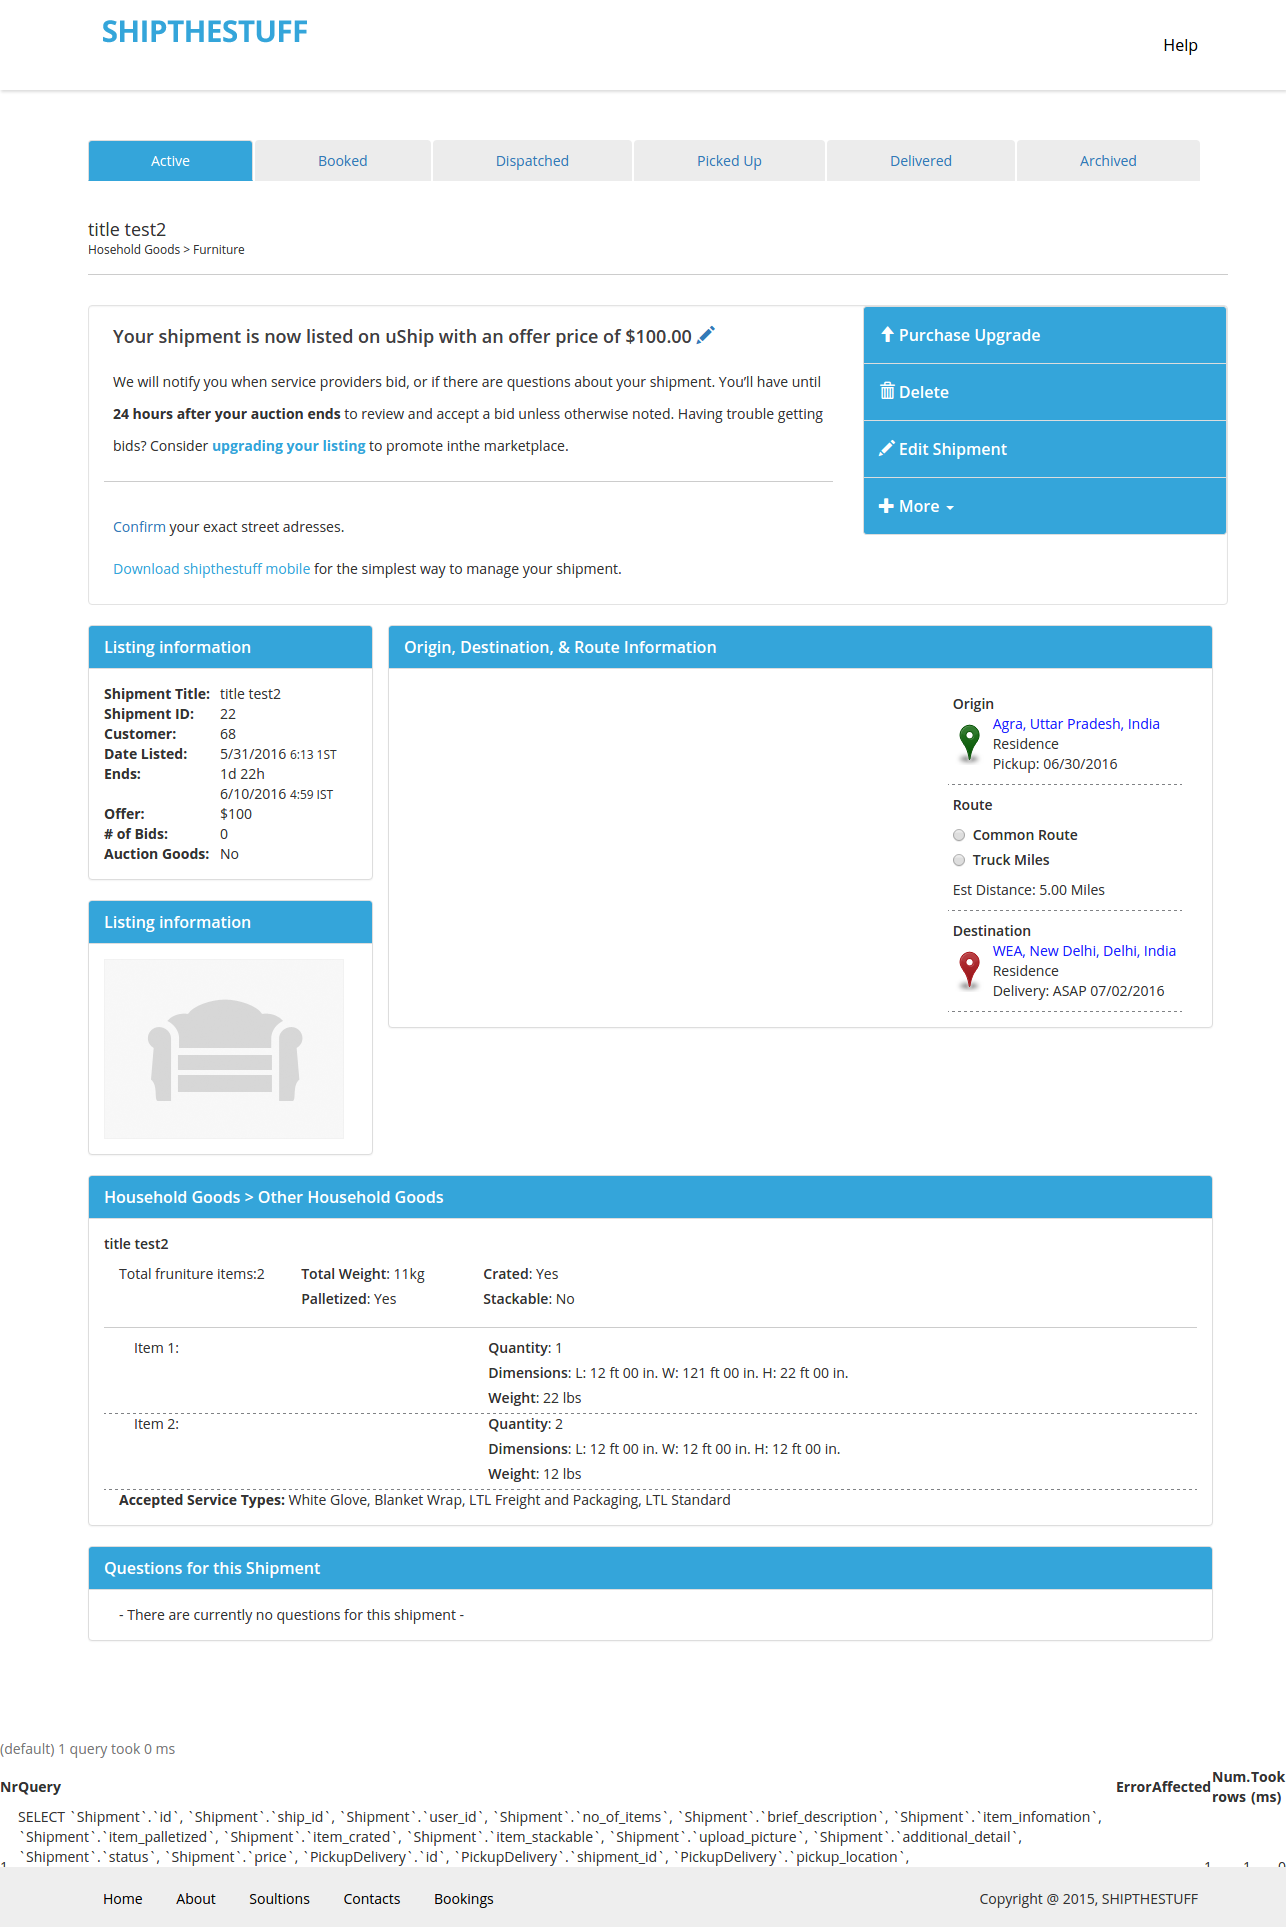 SHIPTHESTUFF
Help
Active Booked Dispatched Picked Up Delivered Archived
title test2
Hosehold Goods > Furniture
Your shipment is now listed on uShip with an offer price of $100.00
We will notify you when service providers bid, or if there are questions about your shipment. You’ll have until
24 hours after your auction ends to review and accept a bid unless otherwise noted. Having trouble getting
bids? Consider upgrading your listing to promote inthe marketplace.
Confirm your exact street adresses.
Download shipthestuff mobile for the simplest way to manage your shipment.
Purchase Upgrade
Delete
Edit Shipment
More
Listing information
Shipment Title: title test2
Shipment ID: 22
Customer: 68
Date Listed: 5/31/2016 6:13 1ST
Ends: 1d 22h
6/10/2016 4:59 IST
Offer: $100
# of Bids: 0
Auction Goods: No
Listing information
Origin, Destination, & Route Information
Origin
Agra, Uttar Pradesh, India
Residence
Pickup: 06/30/2016
Route
Common Route
Truck Miles
Est Distance: 5.00 Miles
Destination
WEA, New Delhi, Delhi, India
Residence
Delivery: ASAP 07/02/2016
Household Goods > Other Household Goods
title test2
Total fruniture items:2 Total Weight: 11kg Crated: Yes
Palletized: Yes Stackable: No
Item 1: Quantity: 1
Dimensions: L: 12 ft 00 in. W: 121 ft 00 in. H: 22 ft 00 in.
Weight: 22 lbs
Item 2: Quantity: 2
Dimensions: L: 12 ft 00 in. W: 12 ft 00 in. H: 12 ft 00 in.
Weight: 12 lbs
Accepted Service Types: White Glove, Blanket Wrap, LTL Freight and Packaging, LTL Standard
Questions for this Shipment
- There are currently no questions for this shipment -
(default) 1 query took 0 ms
Nr Query Error Affected Num. rows Took (ms)
SELECT `Shipment`.`id`, `Shipment`.`ship_id`, `Shipment`.`user_id`, `Shipment`.`no_of_items`, `Shipment`.`brief_description`, `Shipment`.`item_infomation`,
`Shipment`.`item_palletized`, `Shipment`.`item_crated`, `Shipment`.`item_stackable`, `Shipment`.`upload_picture`, `Shipment`.`additional_detail`,
`Shipment`.`status`, `Shipment`.`price`, `PickupDelivery`.`id`, `PickupDelivery`.`shipment_id`, `PickupDelivery`.`pickup_location`,
Home About Soultions Contacts Bookings
Copyright @ 2015, SHIPTHESTUFF